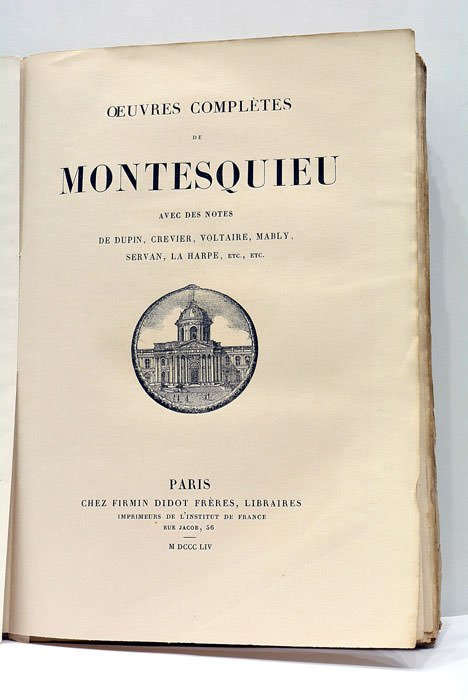 ŒUVRES COMPLÈTES
DE
MONTESQUIEU
AVEC DES NOTES
DE DUPIN, CREVIER, VOLTAIRE, MABLY,
SERVAN, LA HARPE, ETC., ETC.
PARIS
CHEZ FIRMIN DIDOT FRÈRES, LIBRAIRES
IMPRIMEURS DE L'INSTITUT DE FRANCE
RUE JACOB, 56
M DCCC LIV